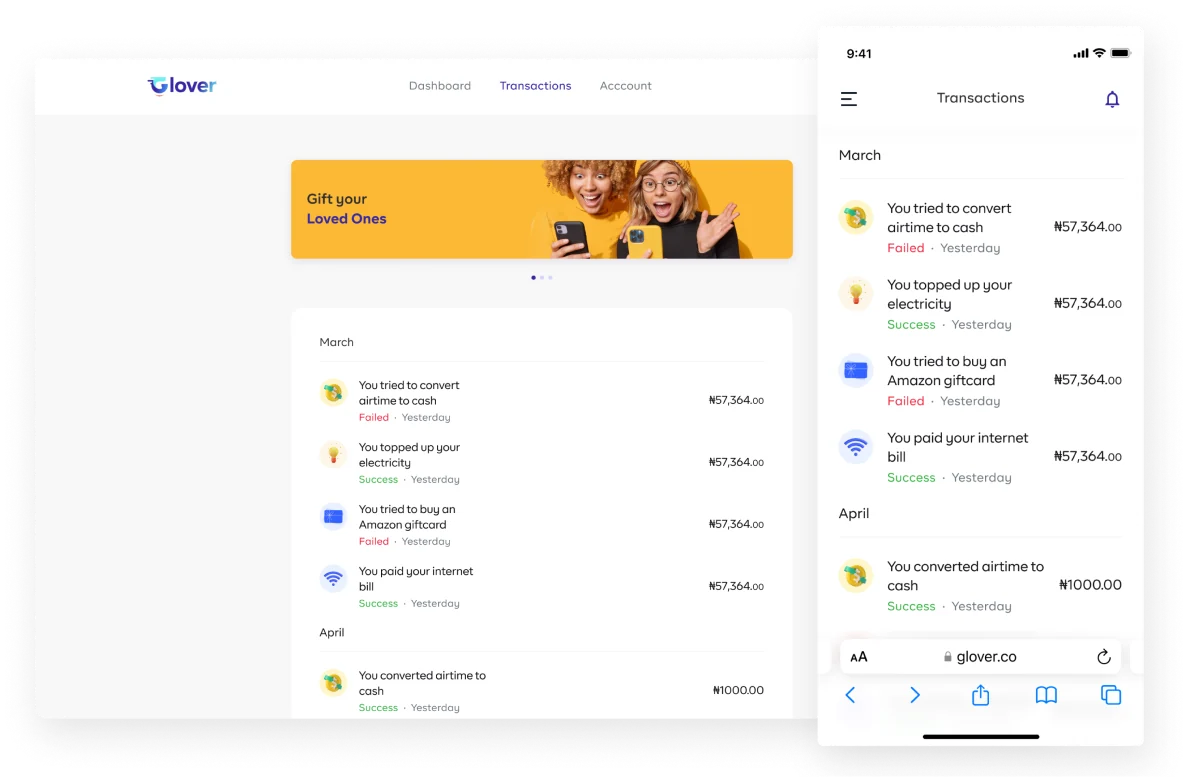 Glover
Dashboard
Transactions
Acccount
Gift your
Loved Ones
March
You tried to convert
airtime to cash
Failed · Yesterday
₦57,364.00
You topped up your
electricity
Success · Yesterday
₦57,364.00
You tried to buy an
Amazon giftcard
Failed · Yesterday
₦57,364.00
You paid your internet
bill
Success · Yesterday
₦57,364.00
April
You converted airtime to
cash
Success · Yesterday
₦1000.00
9:41
Transactions
March
You tried to convert
airtime to cash
Failed · Yesterday
₦57,364.00
You topped up your
electricity
Success · Yesterday
₦57,364.00
You tried to buy an
Amazon giftcard
Failed · Yesterday
₦57,364.00
You paid your internet
bill
Success · Yesterday
₦57,364.00
April
You converted airtime to
cash
Success · Yesterday
₦1000.00
AA
glover.co